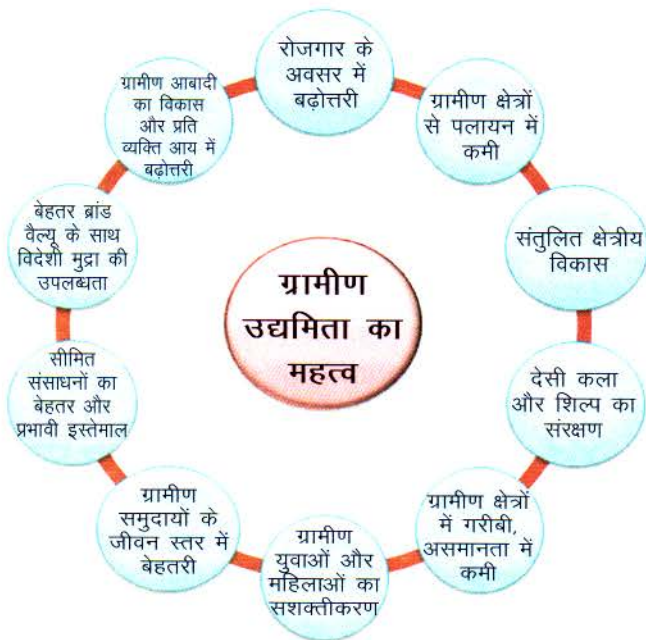 ग्रामीण
उद्यमिता का
महत्व
रोजगार के
अवसर में
बढ़ोत्तरी
ग्रामीण क्षेत्रों
से पलायन में
कमी
संतुलित क्षेत्रीय
विकास
देसी कला
और शिल्प का
संरक्षण
ग्रामीण क्षेत्रों
में गरीबी,
असमानता में
कमी
ग्रामीण
युवाओं और
महिलाओं का
सशक्तीकरण
ग्रामीण
समुदायों के
जीवन स्तर में
बेहतरी
सीमित
संसाधनों का
बेहतर और
प्रभावी इस्तेमाल
बेहतर ब्रांड
वैल्यू के साथ
विदेशी मुद्रा की
उपलब्धता
ग्रामीण आबादी
का विकास
और प्रति
व्यक्ति आय में
बढ़ोत्तरी